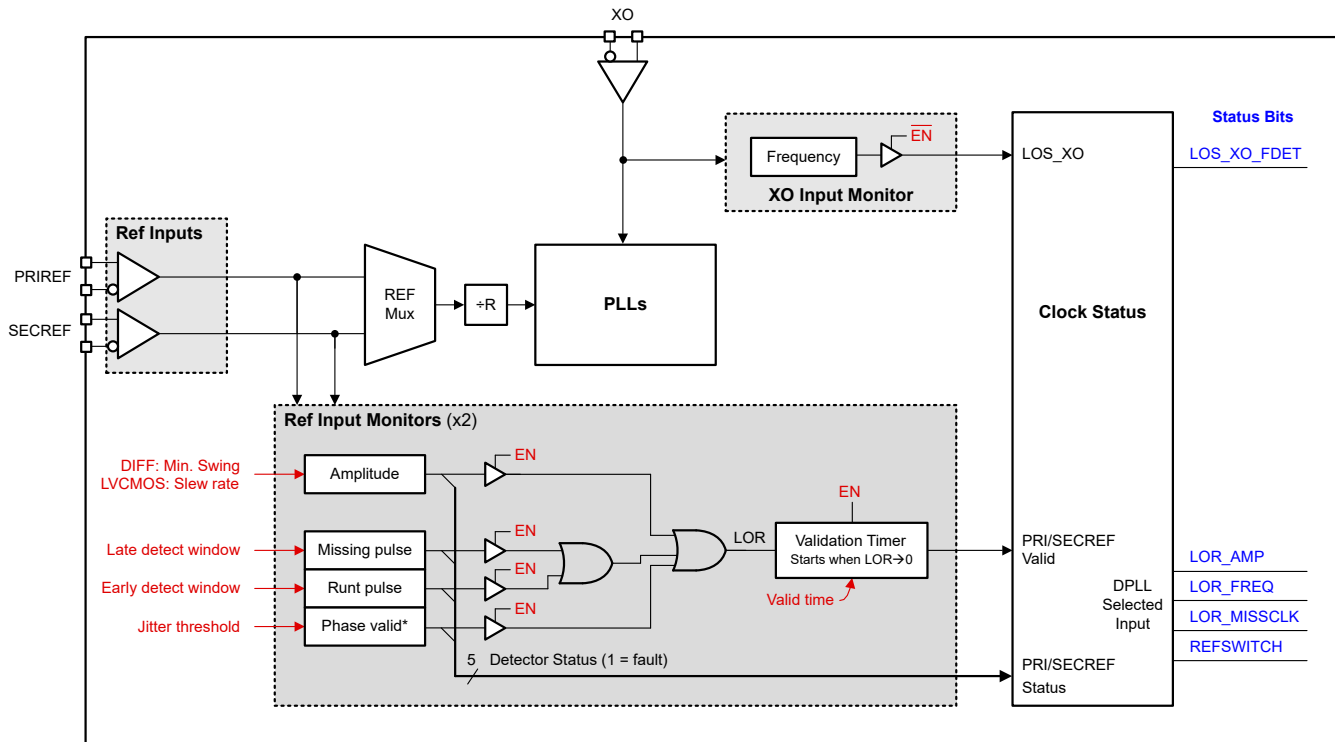 XO
Status Bits
EN
Frequency
LOS_XO
LOS_XO_FDET
XO Input Monitor
Ref Inputs
PRIREF
SECREF
REF
Mux
÷R
PLLs
Clock Status
Ref Input Monitors (x2)
DIFF: Min. Swing
LVCMOS: Slew rate
Amplitude
EN
EN
Late detect window
Missing pulse
EN
LOR
Validation Timer
Starts when LOR→0
PRI/SECREF
Valid
LOR_AMP
Early detect window
Runt pulse
EN
Valid time
DPLL
Selected
Input
LOR_FREQ
Jitter threshold
Phase valid*
EN
LOR_MISSCLK
REFSWITCH
5 Detector Status (1 = fault)
PRI/SECREF
Status